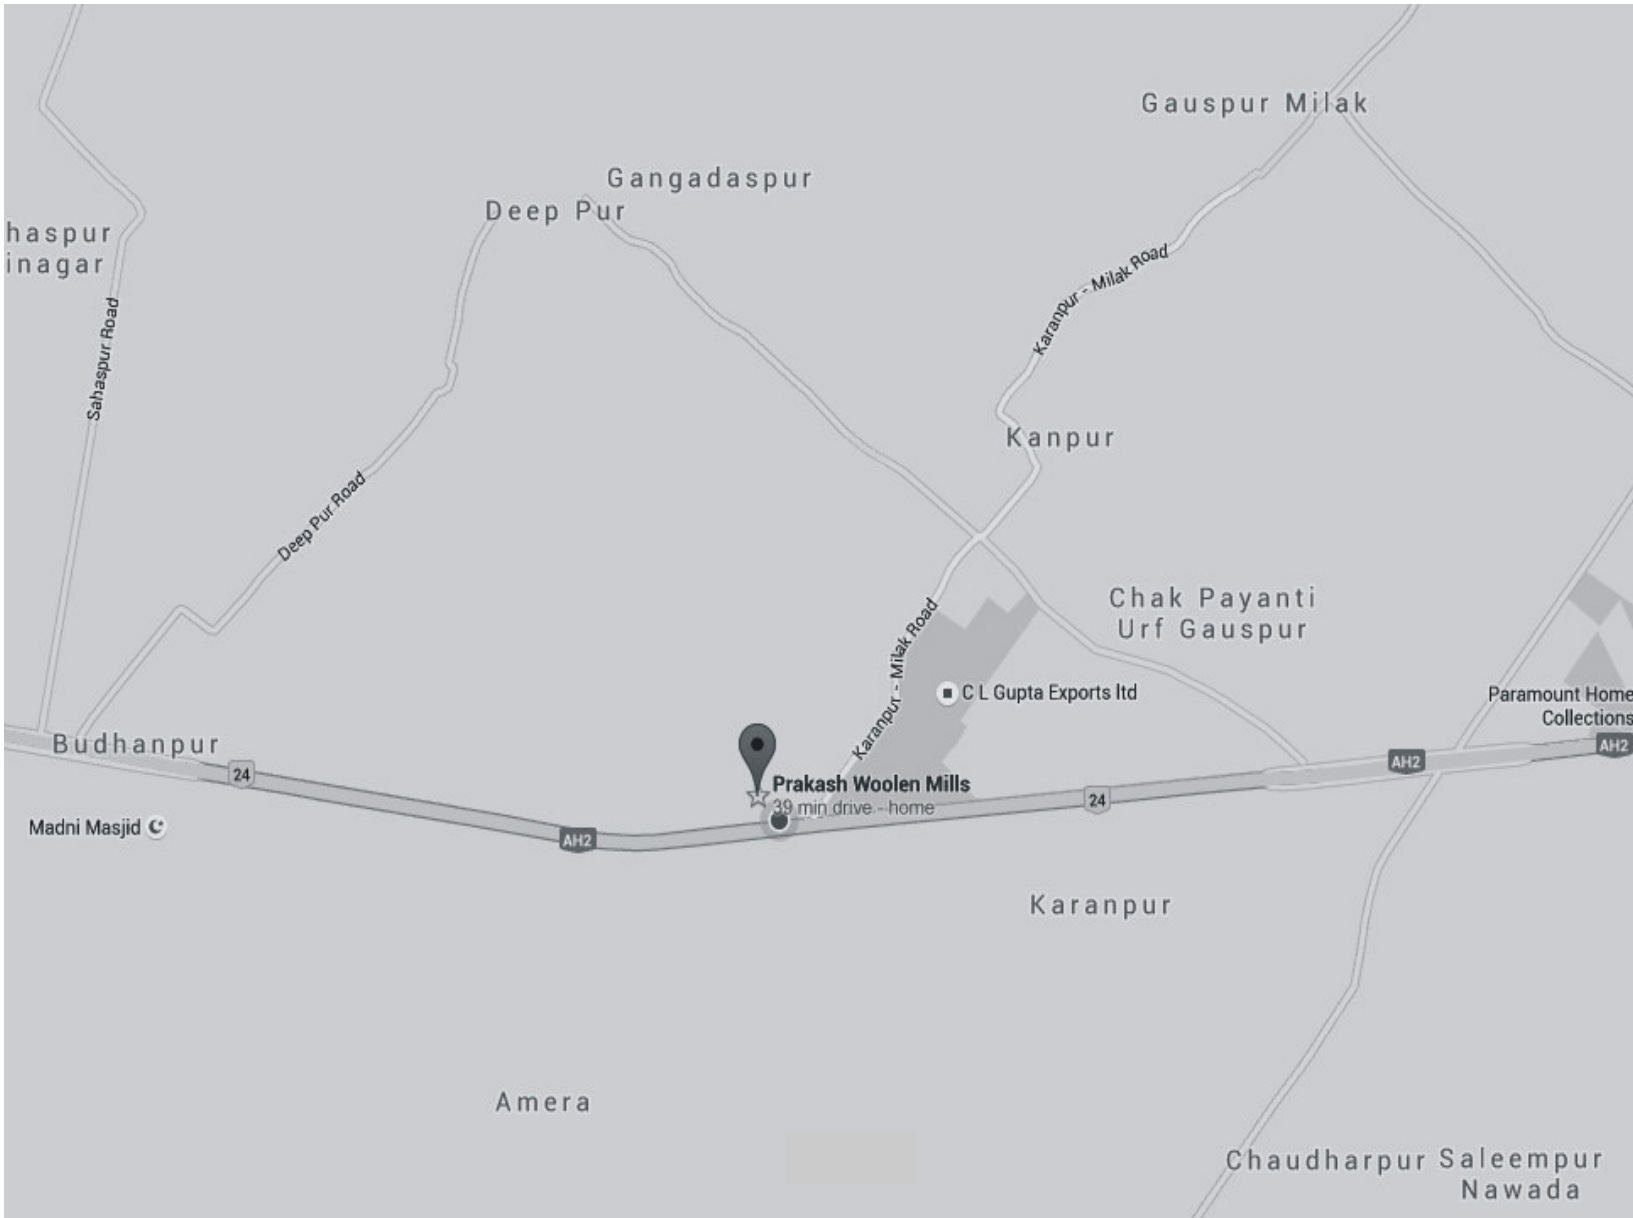 Gauspur Milak
Gangadaspur
Deep Pur
haspur
inagar
Karanpur - Milak Road
Sahaspur Road
Kanpur
Deep Pur Road
Chak Payanti
Urf Gauspur
Karanpur - Milak Road
C L Gupta Exports ltd
Paramount Home
Collections
Budhanpur
24
AH2
AH2
Prakash Woolen Mills
39 min drive - home
24
Madni Masjid
AH2
Karanpur
Amera
Chaudharpur
Saleempur
Nawada